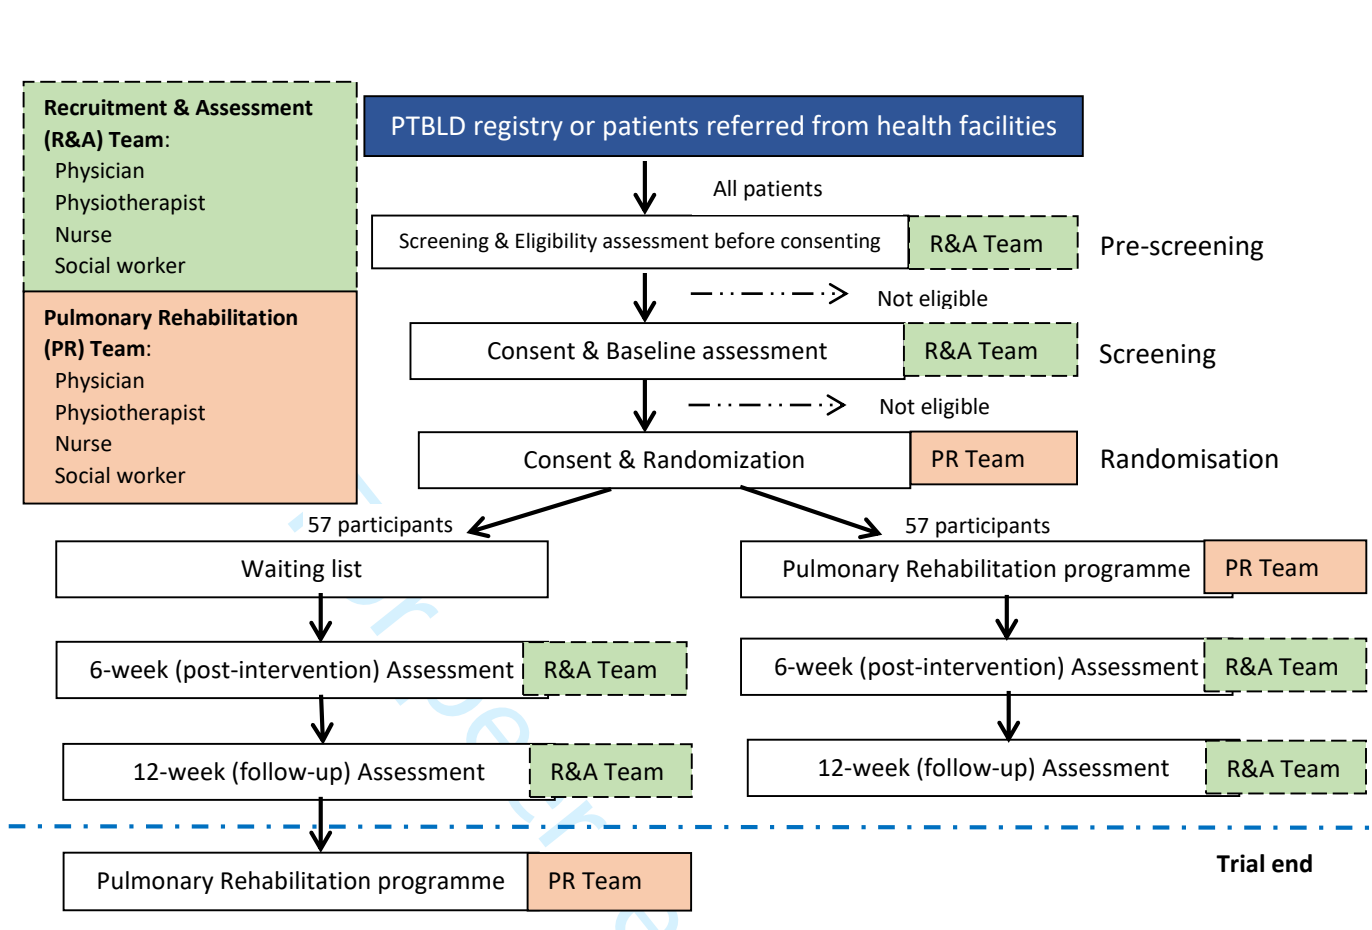 Recruitment & Assessment
(R&A) Team:
Physician
Physiotherapist
Nurse
Social worker
Pulmonary Rehabilitation
(PR) Team:
Physician
Physiotherapist
Nurse
Social worker
PTBLD registry or patients referred from health facilities
All patients
Screening & Eligibility assessment before consenting
R&A Team
Pre-screening
Not eligible
Consent & Baseline assessment
R&A Team
Screening
Not eligible
Consent & Randomization
PR Team
Randomisation
57 participants
57 participants
Waiting list
Pulmonary Rehabilitation programme
PR Team
6-week (post-intervention) Assessment
R&A Team
6-week (post-intervention) Assessment
R&A Team
12-week (follow-up) Assessment
R&A Team
12-week (follow-up) Assessment
R&A Team
Trial end
Pulmonary Rehabilitation programme
PR Team